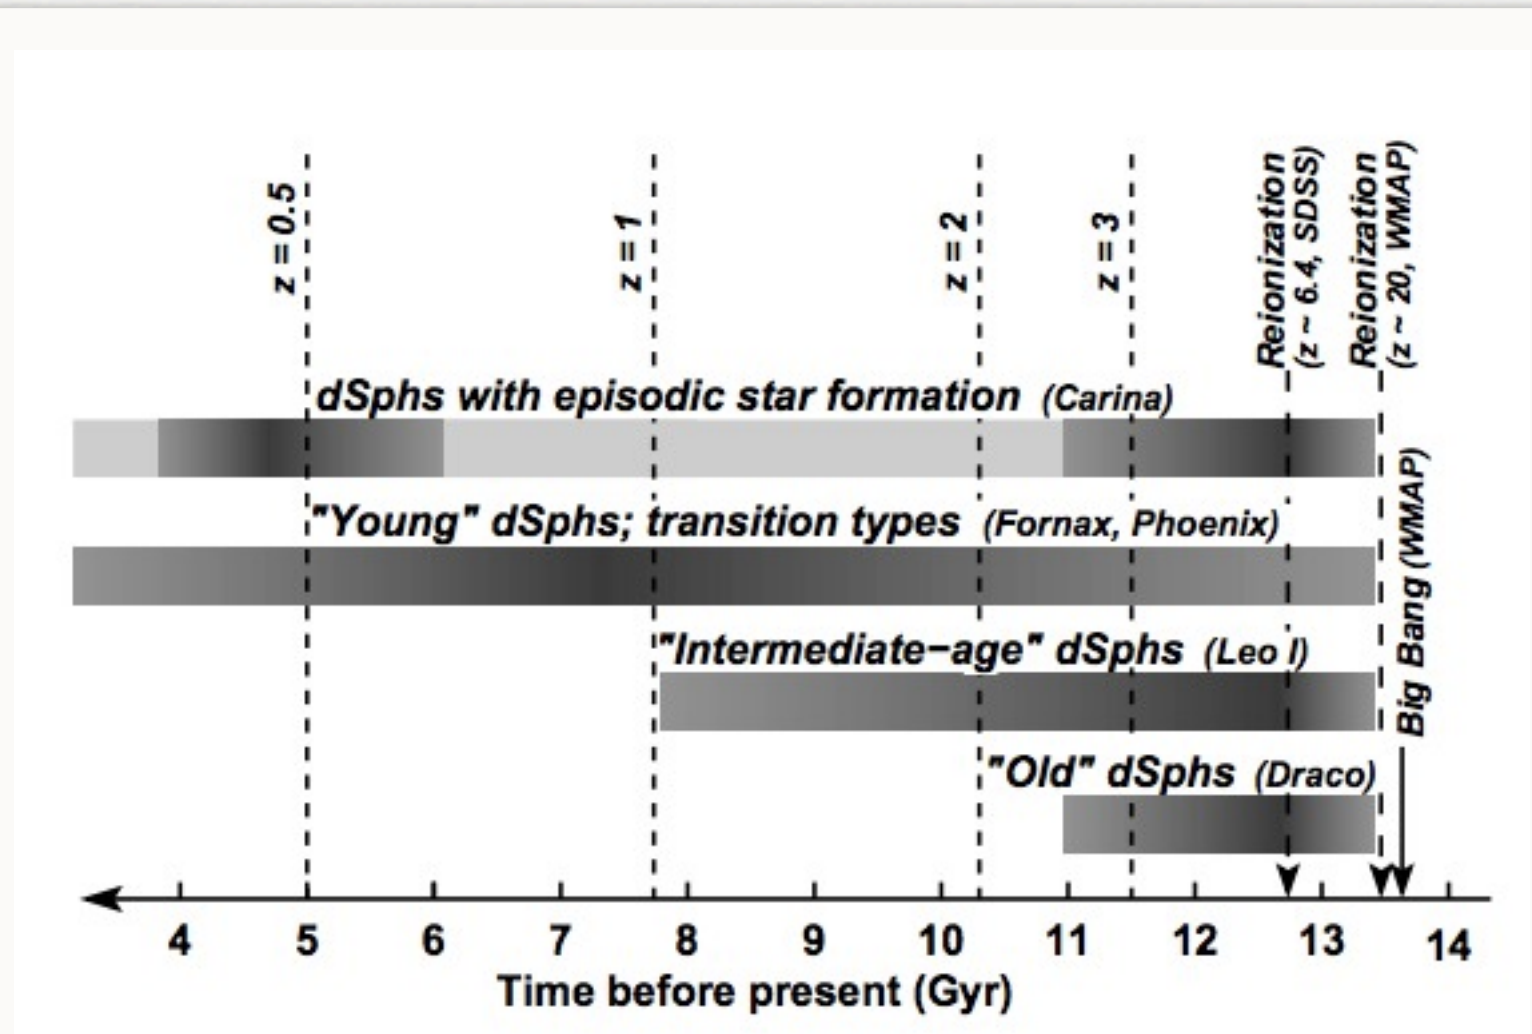 z = 0.5
z = 1
z = 2
z = 3
Reionization
(z ~ 6.4, SDSS)
Reionization
(z ~ 20, WMAP)
dSphs with episodic star formation (Carina)
"Young" dSphs; transition types (Fornax, Phoenix)
"Intermediate−age" dSphs (Leo I)
"Old" dSphs (Draco)
Big Bang (WMAP)
4 5 6 7 8 9 10 11 12 13 14
Time before present (Gyr)